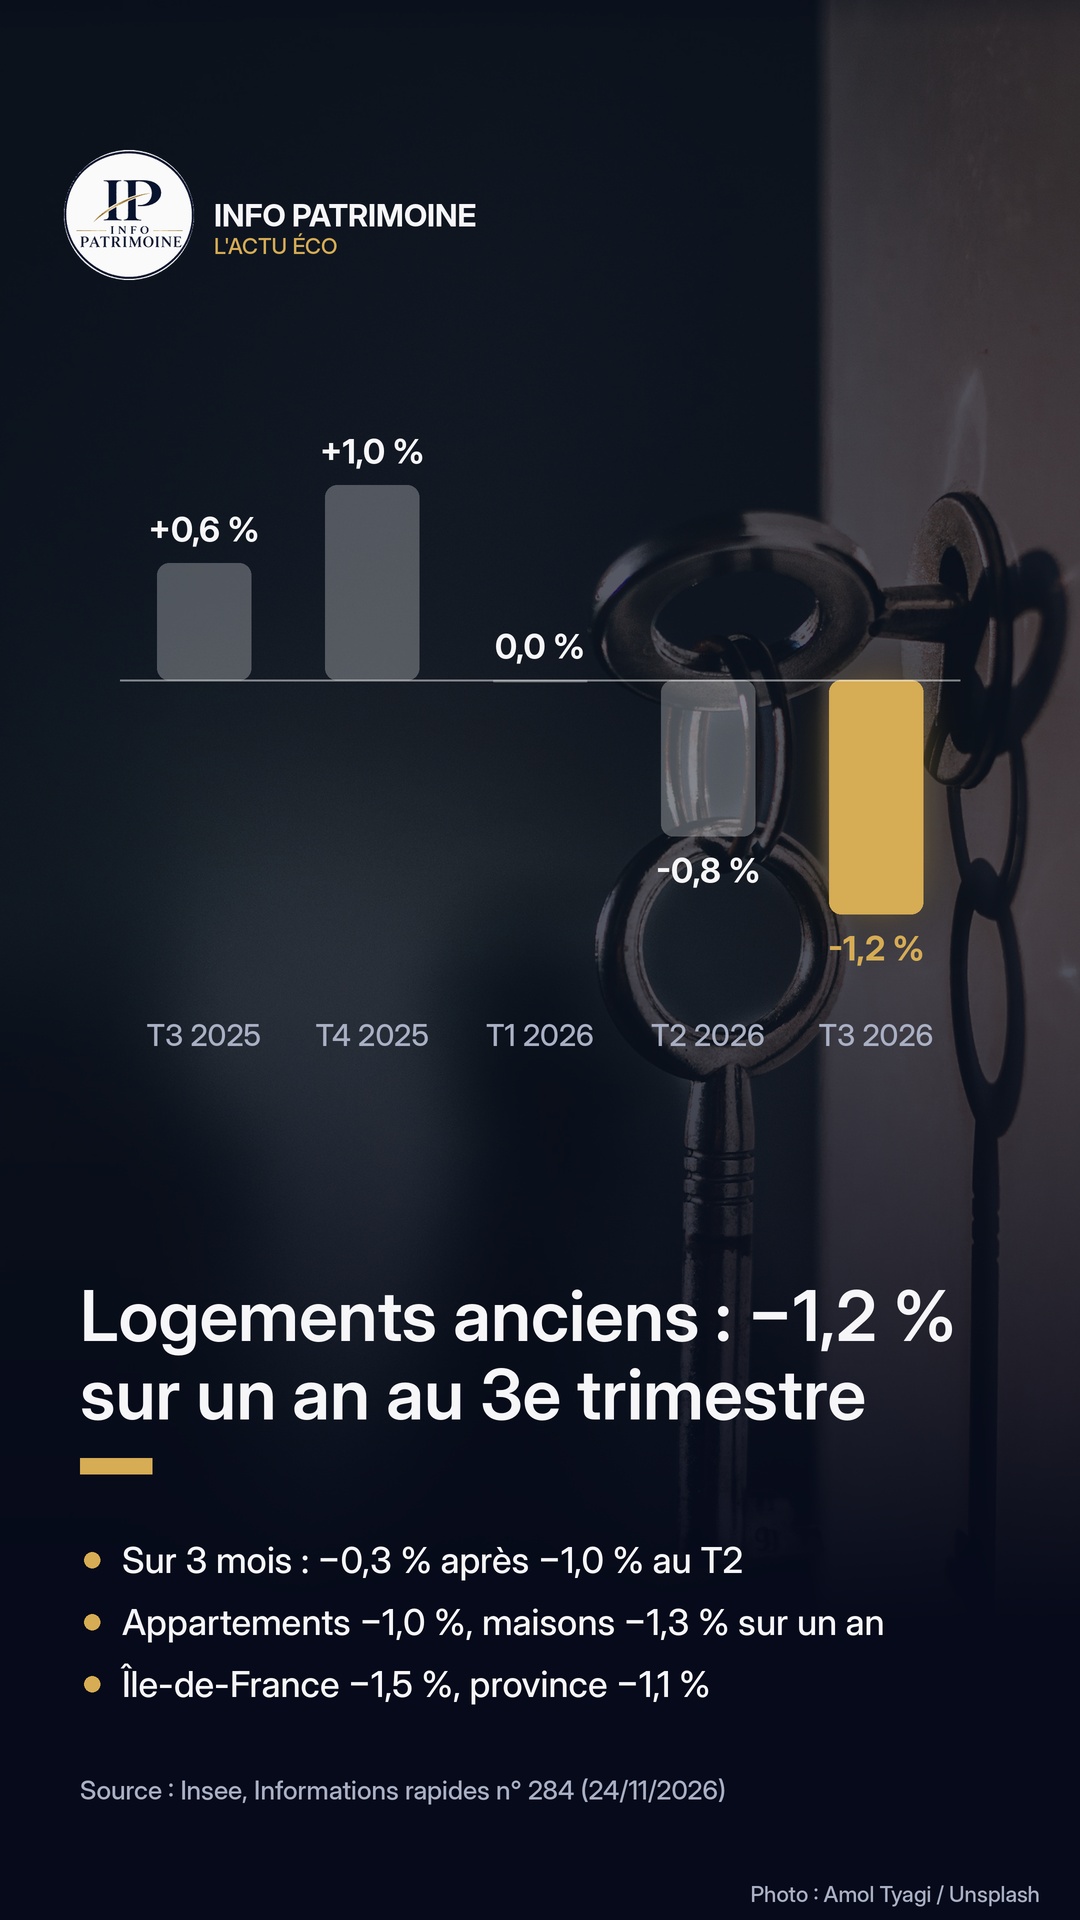 IP
INFO
PATRIMOINE
INFO PATRIMOINE
L'ACTU ÉCO
+1,0 %
+0,6 %
0,0 %
-0,8 %
-1,2 %
T3 2025 T4 2025 T1 2026 T2 2026 T3 2026
Logements anciens : −1,2 %
sur un an au 3e trimestre
Sur 3 mois : −0,3 % après −1,0 % au T2
Appartements −1,0 %, maisons −1,3 % sur un an
Île-de-France −1,5 %, province −1,1 %
Source : Insee, Informations rapides n° 284 (24/11/2026)
Photo : Amol Tyagi / Unsplash